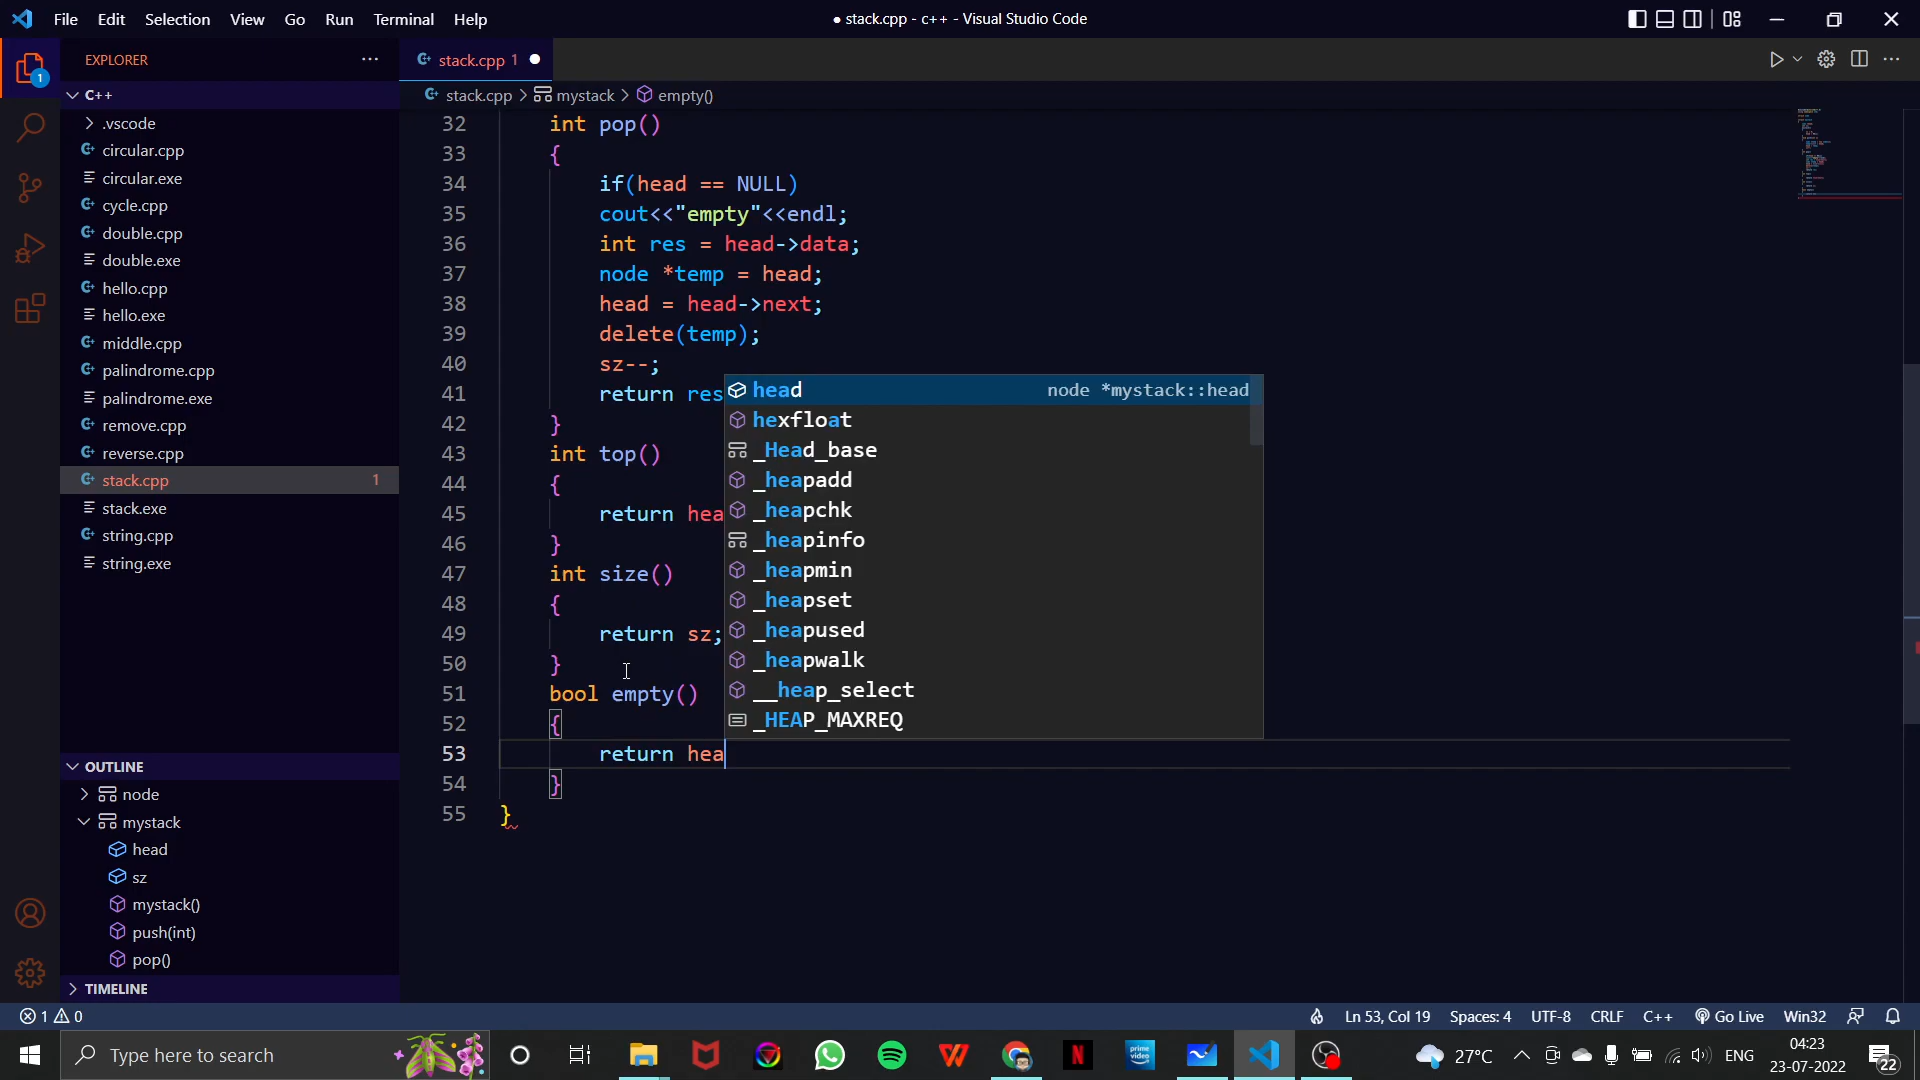 File Edit Selection View Go Run Terminal Help
● stack.cpp - c++ - Visual Studio Code
EXPLORER
C++
.vscode
circular.cpp
circular.exe
cycle.cpp
double.cpp
double.exe
hello.cpp
hello.exe
middle.cpp
palindrome.cpp
palindrome.exe
remove.cpp
reverse.cpp
stack.cpp 1
stack.exe
string.cpp
string.exe
OUTLINE
node
mystack
head
sz
mystack()
push(int)
pop()
TIMELINE
stack.cpp 1 ●
stack.cpp > mystack > empty()
32 int pop()
33 {
34 if(head == NULL)
35 cout<<"empty"<<endl;
36 int res = head->data;
37 node *temp = head;
38 head = head->next;
39 delete(temp);
40 sz--;
41 return res
42 }
43 int top()
44 {
45 return hea
46 }
47 int size()
48 {
49 return sz;
50 }
51 bool empty()
52 {
53 return hea
54 }
55 }
head node *mystack::head
hexfloat
_Head_base
_heapadd
_heapchk
_heapinfo
_heapmin
_heapset
_heapused
_heapwalk
__heap_select
_HEAP_MAXREQ
1 0
Ln 53, Col 19 Spaces: 4 UTF-8 CRLF C++ Go Live Win32
Type here to search
27°C ENG
04:23
23-07-2022
22